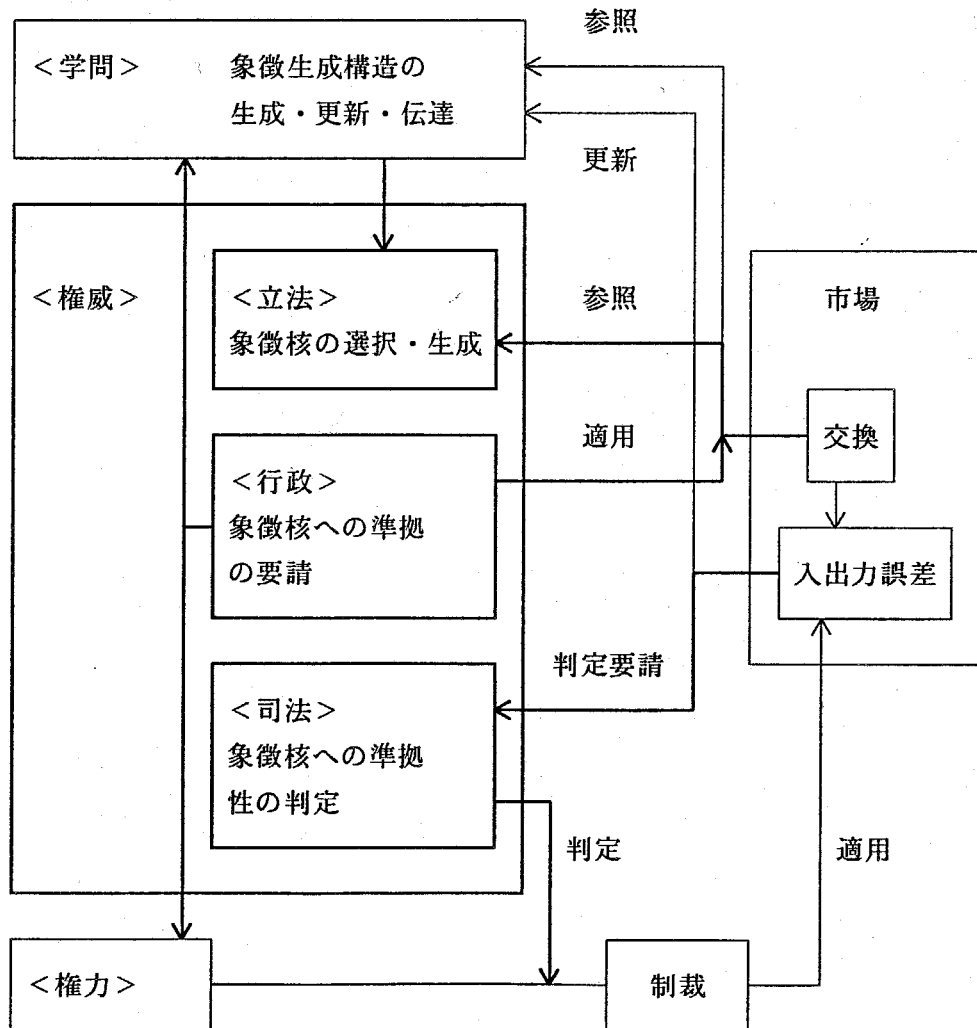 参照
＜学問＞ 象徴生成構造の
生成・更新・伝達
更新
＜権威＞
＜立法＞
象徴核の選択・生成
参照
市場
適用
交換
＜行政＞
象徴核への準拠
の要請
入出力誤差
判定要請
＜司法＞
象徴核への準拠
性の判定
判定
適用
＜権力＞
制裁